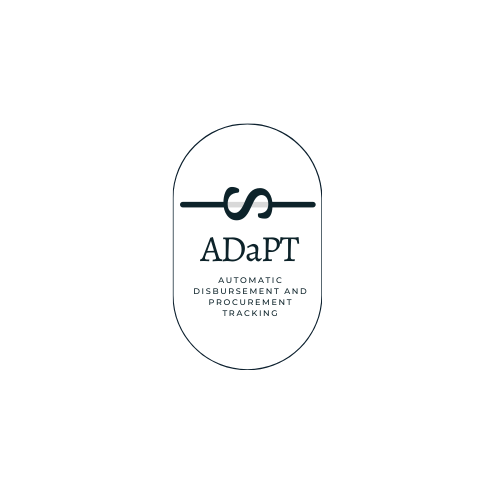 S
ADaPT
AUTOMATIC
DISBURSEMENT AND
PROCUREMENT
TRACKING